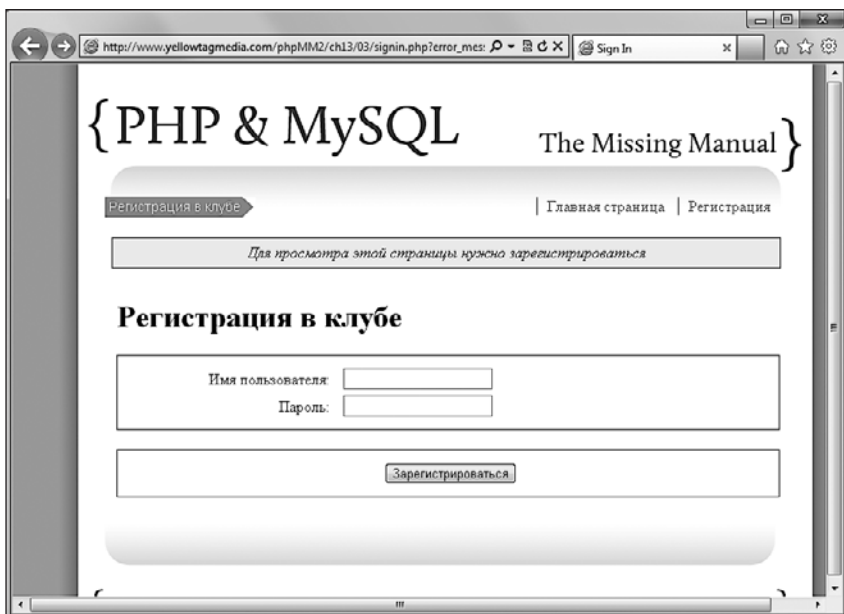 http://www.yellowtagmedia.com/phpMM2/ch13/03/signin.php?error_mes:
Sign In
{PHP & MySQL
The Missing Manual}
Регистрация в клубе
Главная страница | Регистрация
Для просмотра этой страницы нужно зарегистрироваться
Регистрация в клубе
Имя пользователя:
Пароль:
Зарегистрироваться